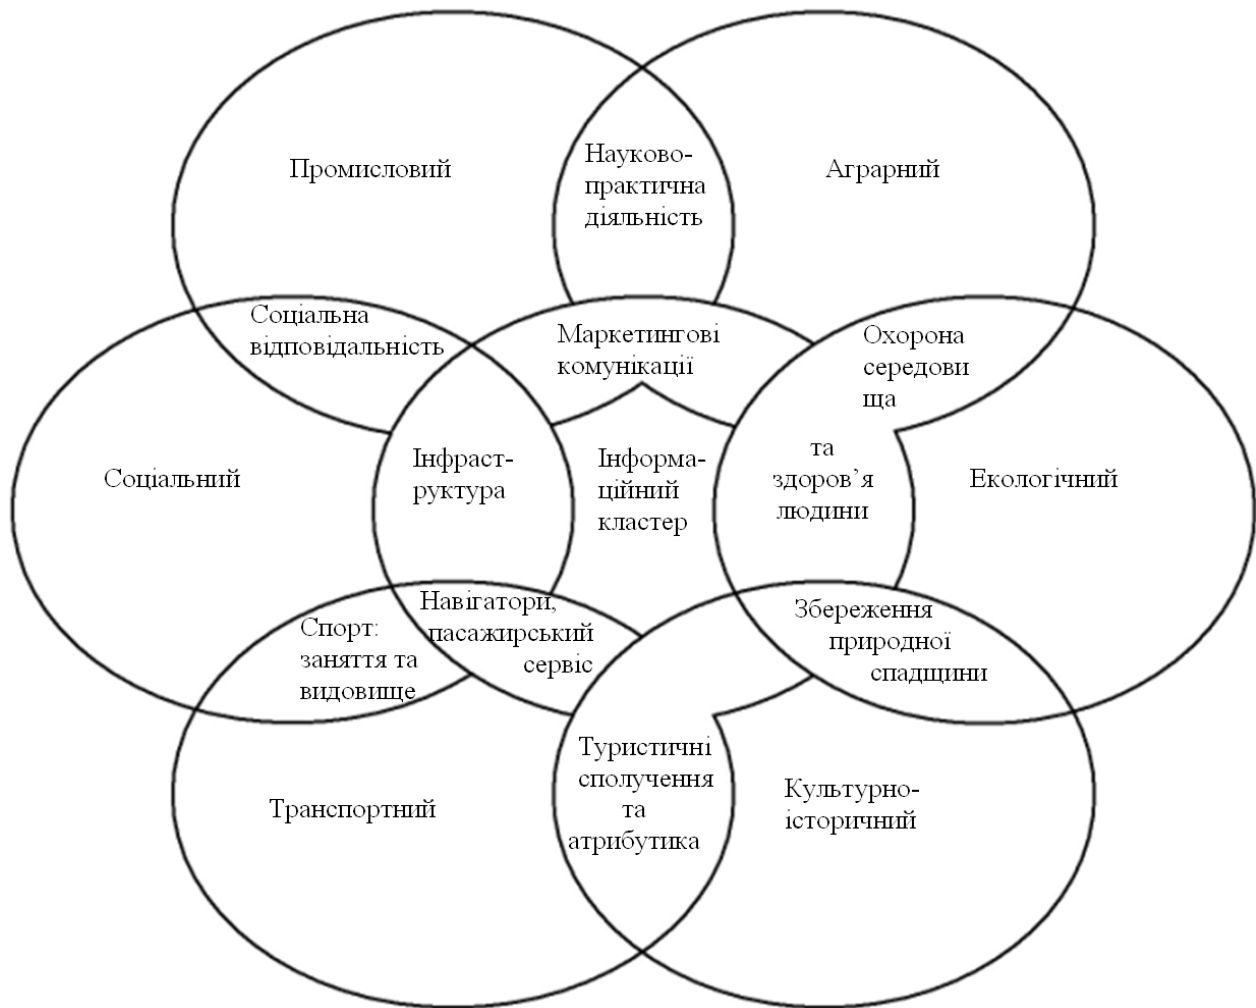 Промисловий
Науково-
практична
діяльність
Аграрний
Соціальна
відповідальність
Маркетингові
комунікації
Охорона
середови
ща
та
здоров’я
людини
Соціальний
Інфраст-
руктура
Інформа-
ційний
кластер
Екологічний
Спорт:
заняття та
видовище
Навігатори,
пасажирський
сервіс
Збереження
природної
спадщини
Транспортний
Туристичні
сполучення
та
атрибутика
Культурно-
історичний